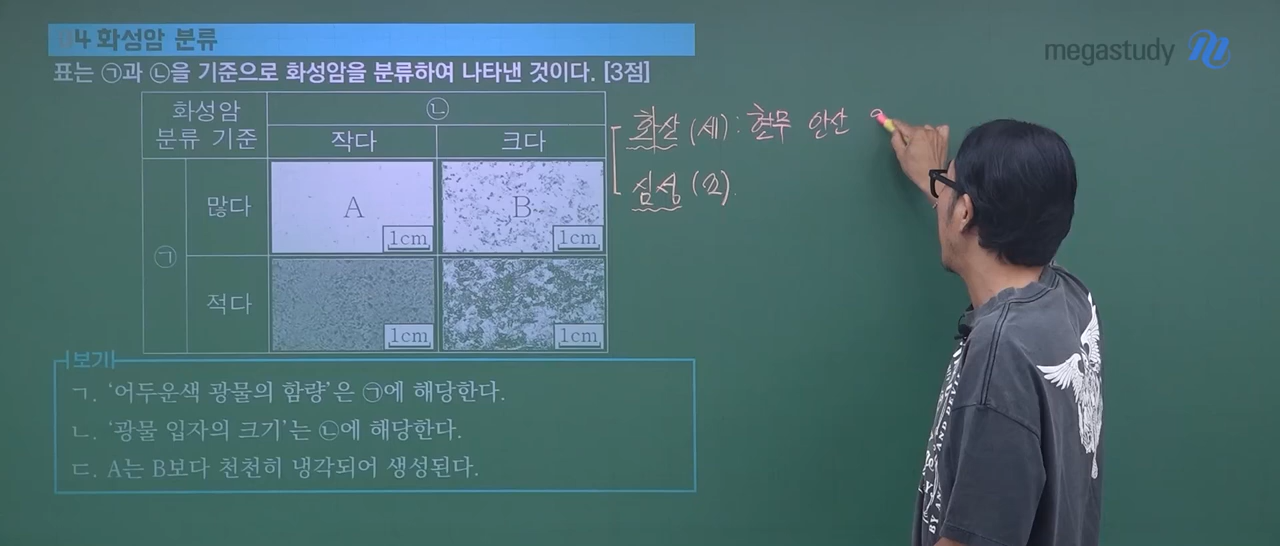 4 화성암 분류
megastudy
표는 ㉠과 ㉡을 기준으로 화성암을 분류하여 나타낸 것이다. [3점]
화성암
분류 기준
㉡
작다
크다
㉠
많다
A
1cm
B
1cm
적다
1cm
1cm
화산 (세) : 현무 안산
심성 (조)
보기
ㄱ. ‘어두운색 광물의 함량’은 ㉠에 해당한다.
ㄴ. ‘광물 입자의 크기’는 ㉡에 해당한다.
ㄷ. A는 B보다 천천히 냉각되어 생성된다.